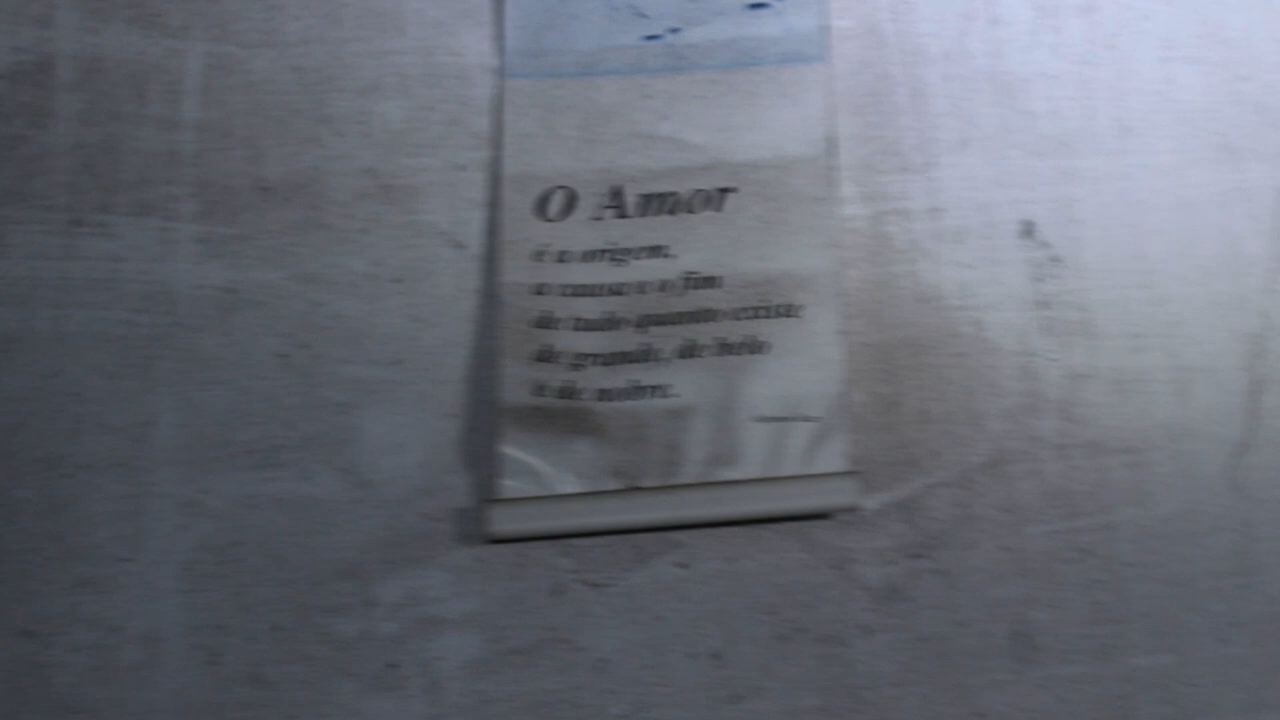 O Amor
é a origem,
a causa e o fim
de tudo quanto existe
de grande, de belo
e de nobre.